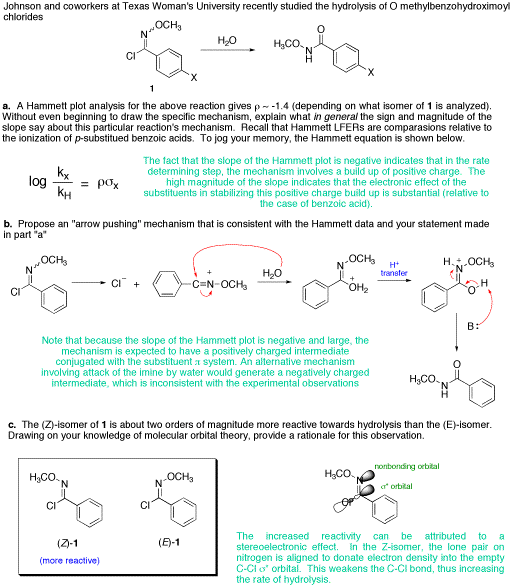 Johnson and coworkers at Texas Woman's University recently studied the hydrolysis of O methylbenzohydroximoyl
chlorides
N OCH3
Cl
1
X
H2O
CH3O N H O
X
a. A Hammett plot analysis for the above reaction gives ρ ~ -1.4 (depending on what isomer of 1 is analyzed).
Without even beginning to draw the specific mechanism, explain what in general the sign and magnitude of the
slope say about this particular reaction's mechanism. Recall that Hammett LFERs are comparasions relative to
the ionization of p-substitued benzoic acids. To jog your memory, the Hammett equation is shown below.
log kX/kH = ρσX
The fact that the slope of the Hammett plot is negative indicates that in the rate
determining step, the mechanism involves a build up of positive charge. The
high magnitude of the slope indicates that the electronic effect of the
substituents in stabilizing this positive charge build up is substantial (relative to
the case of benzoic acid).
b. Propose an "arrow pushing" mechanism that is consistent with the Hammett data and your statement made
in part "a"
N OCH3
Cl
Cl− + C=N−OCH3 +
H2O
N OCH3
+ OH2
H+
transfer
H + N OCH3
O H
B:
CH3O N H O
Note that because the slope of the Hammett plot is negative and large, the
mechanism is expected to have a positively charged intermediate
conjugated with the substituent π system. An alternative mechanism
involving attack of the imine by water would generate a negatively charged
intermediate, which is inconsistent with the experimental observations
c. The (Z)-isomer of 1 is about two orders of magnitude more reactive towards hydrolysis than the (E)-isomer.
Drawing on your knowledge of molecular orbital theory, provide a rationale for this observation.
H3CO N
Cl
(Z)-1
(more reactive)
N OCH3
Cl
(E)-1
H3CO N
nonbonding orbital
σ* orbital
The increased reactivity can be attributed to a
stereoelectronic effect. In the Z-isomer, the lone pair on
nitrogen is aligned to donate electron density into the empty
C-Cl σ* orbital. This weakens the C-Cl bond, thus increasing
the rate of hydrolysis.